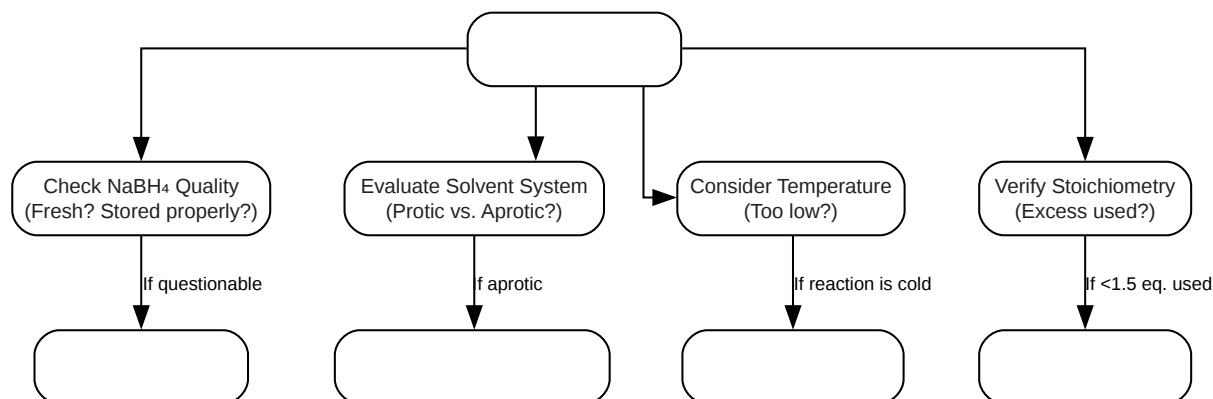 Check NaBH₄ Quality
(Fresh? Stored properly?)
Evaluate Solvent System
(Protic vs. Aprotic?)
Consider Temperature
(Too low?)
Verify Stoichiometry
(Excess used?)
If questionable
If aprotic
If reaction is cold
If <1.5 eq. used